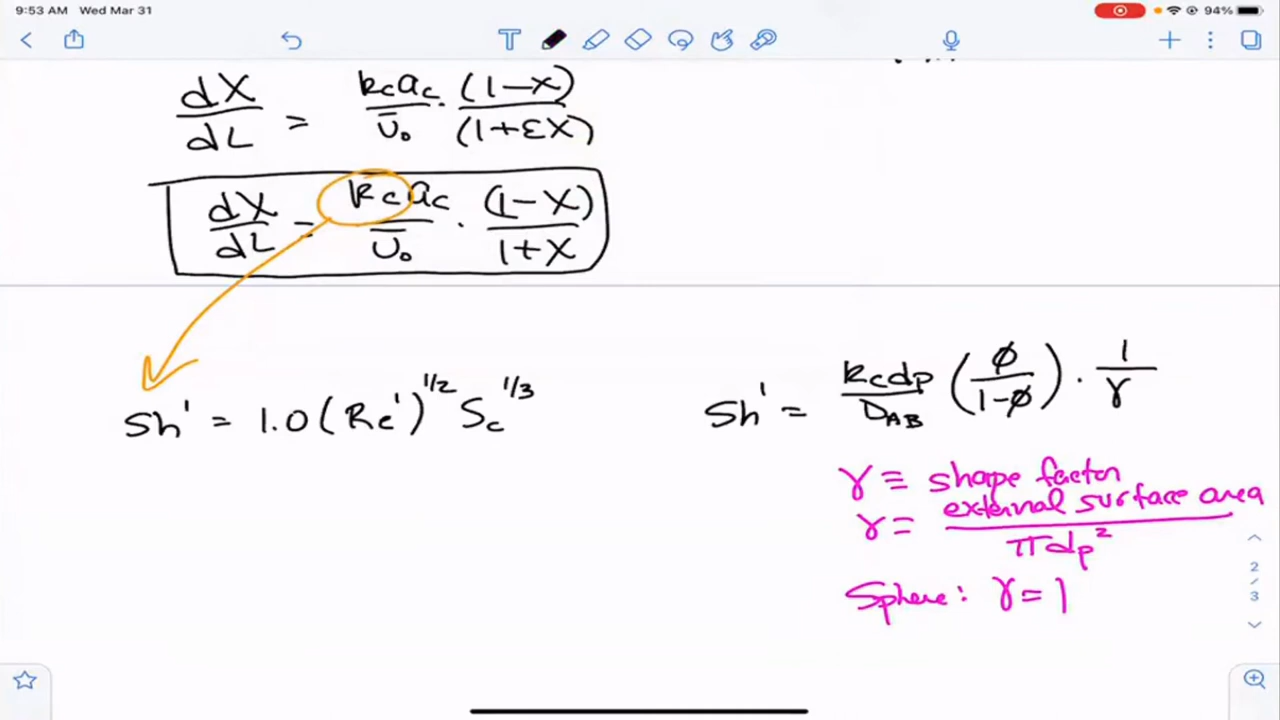 9:53 AM Wed Mar 31
94%
dX/dL = kcac/U̅₀ · (1-X)/(1+εX)
dX/dL = kcac/U̅₀ · (1-X)/1+X
Sh' = 1.0 (Re')^1/2 Sc^1/3
Sh' = kcdp/DAB (ϕ/1-ϕ) · 1/γ
γ ≡ shape factor
γ = external surface area/πdp²
Sphere: γ = 1
2
/
3